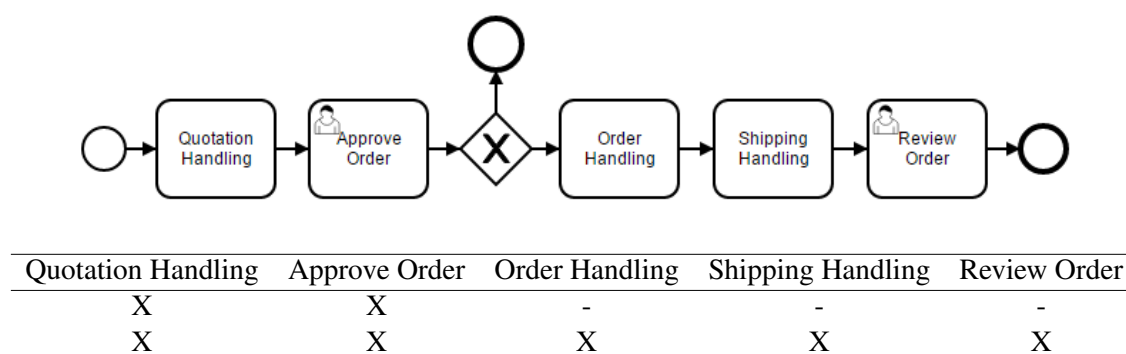 Quotation
Handling
Approve
Order
X
Order
Handling
Shipping
Handling
Review
Order
Quotation Handling Approve Order Order Handling Shipping Handling Review Order
X X - - -
X X X X X